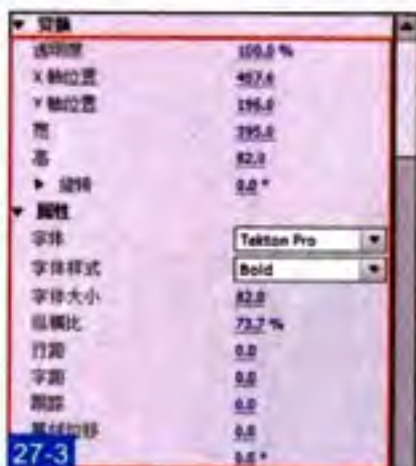 ▼ 变换
透明度 100.0 %
X 轴位置 407.6
Y 轴位置 196.0
宽 395.0
高 82.0
▶ 旋转 0.0 °
▼ 属性
字体 Tekton Pro
字体样式 Bold
字体大小 82.0
纵横比 73.7 %
行距 0.0
字距 0.0
跟踪 0.0
基线位移 0.0
27-3 0.0 °